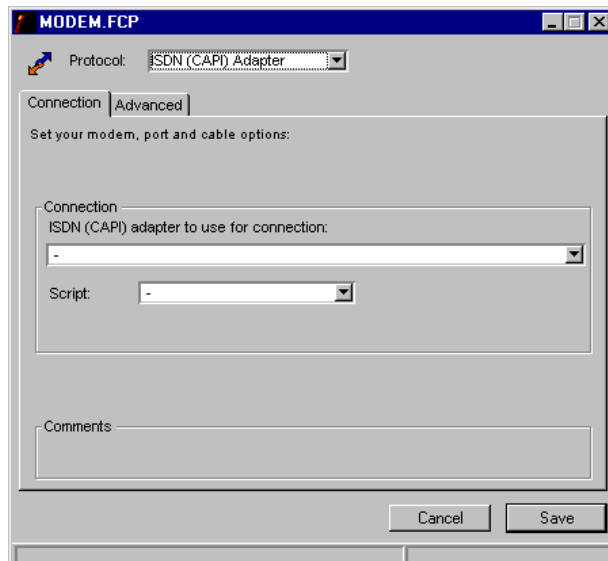 MODEM.FCP
Protocol: ISDN (CAPI) Adapter
Connection Advanced
Set your modem, port and cable options:
Connection
ISDN (CAPI) adapter to use for connection:
-
Script: -
Comments
Cancel Save